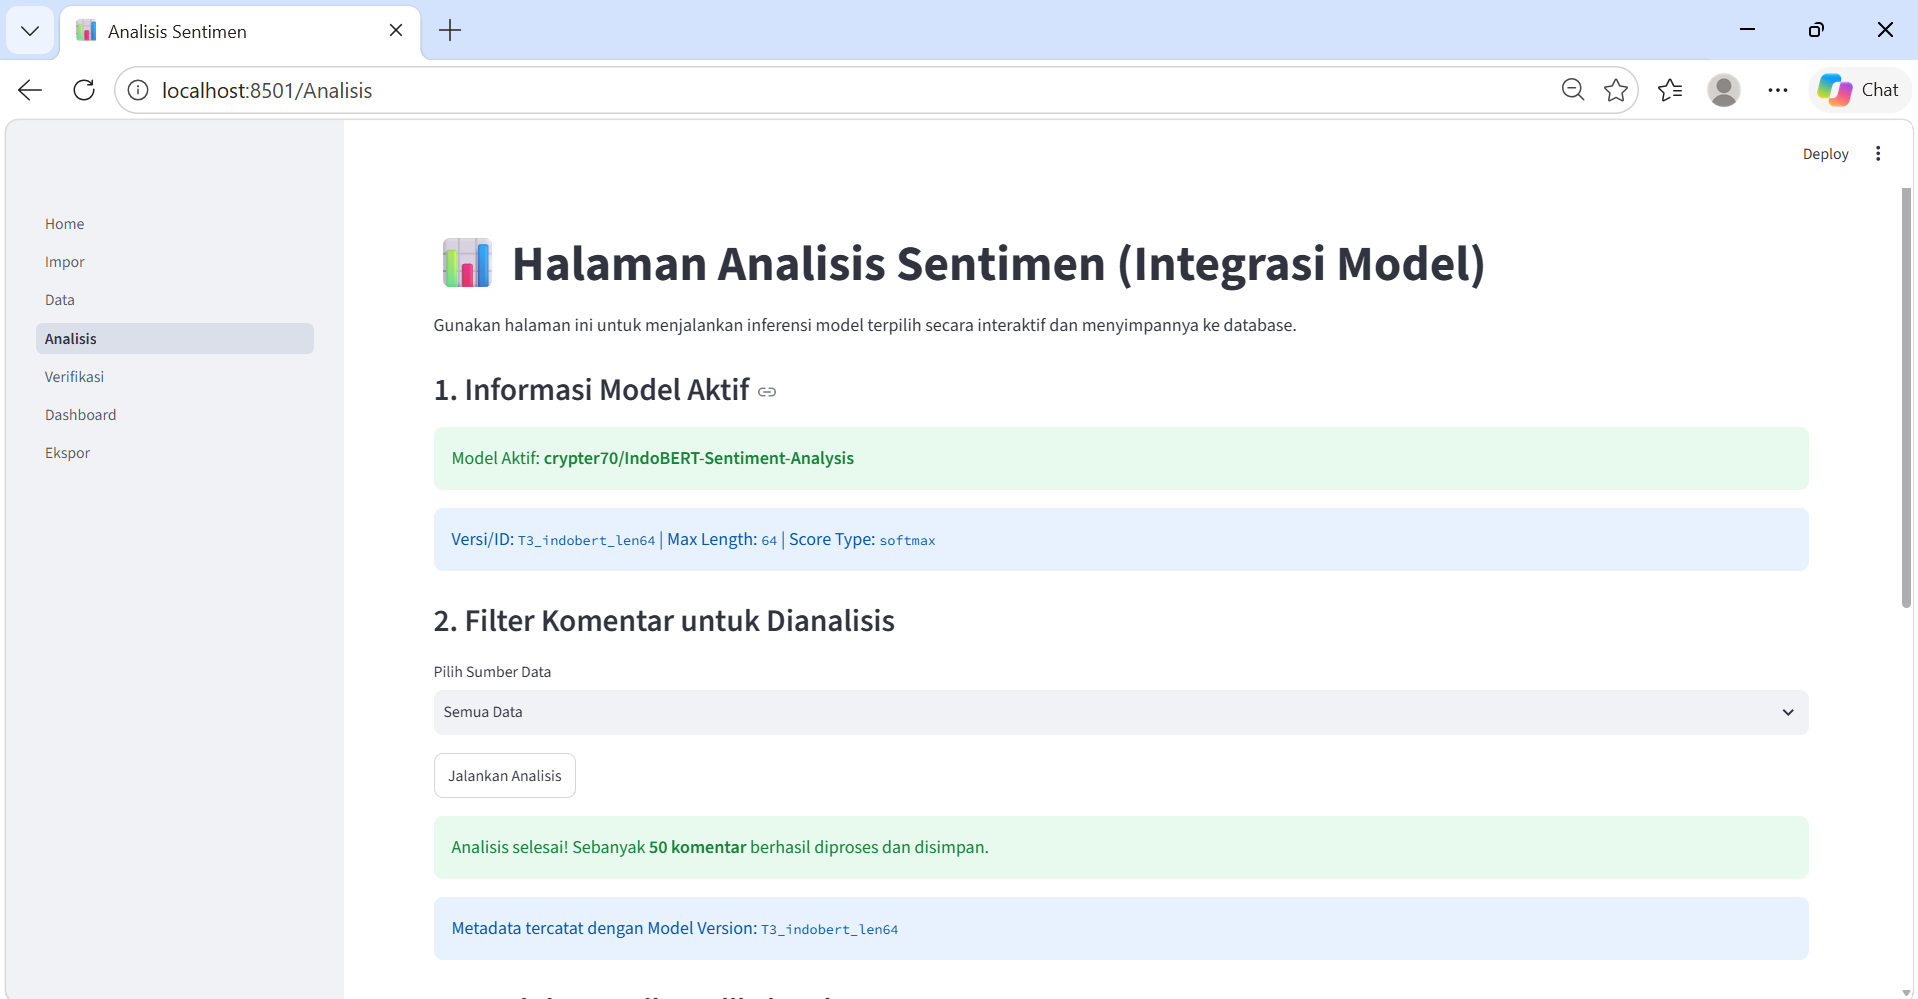 Analisis Sentimen
localhost:8501/Analisis
Chat
Deploy
Home
Impor
Data
Analisis
Verifikasi
Dashboard
Ekspor
Halaman Analisis Sentimen (Integrasi Model)
Gunakan halaman ini untuk menjalankan inferensi model terpilih secara interaktif dan menyimpannya ke database.
1. Informasi Model Aktif
Model Aktif: crypter70/IndoBERT-Sentiment-Analysis
Versi/ID: T3_indobert_len64 | Max Length: 64 | Score Type: softmax
2. Filter Komentar untuk Dianalisis
Pilih Sumber Data
Semua Data
Jalankan Analisis
Analisis selesai! Sebanyak 50 komentar berhasil diproses dan disimpan.
Metadata tercatat dengan Model Version: T3_indobert_len64